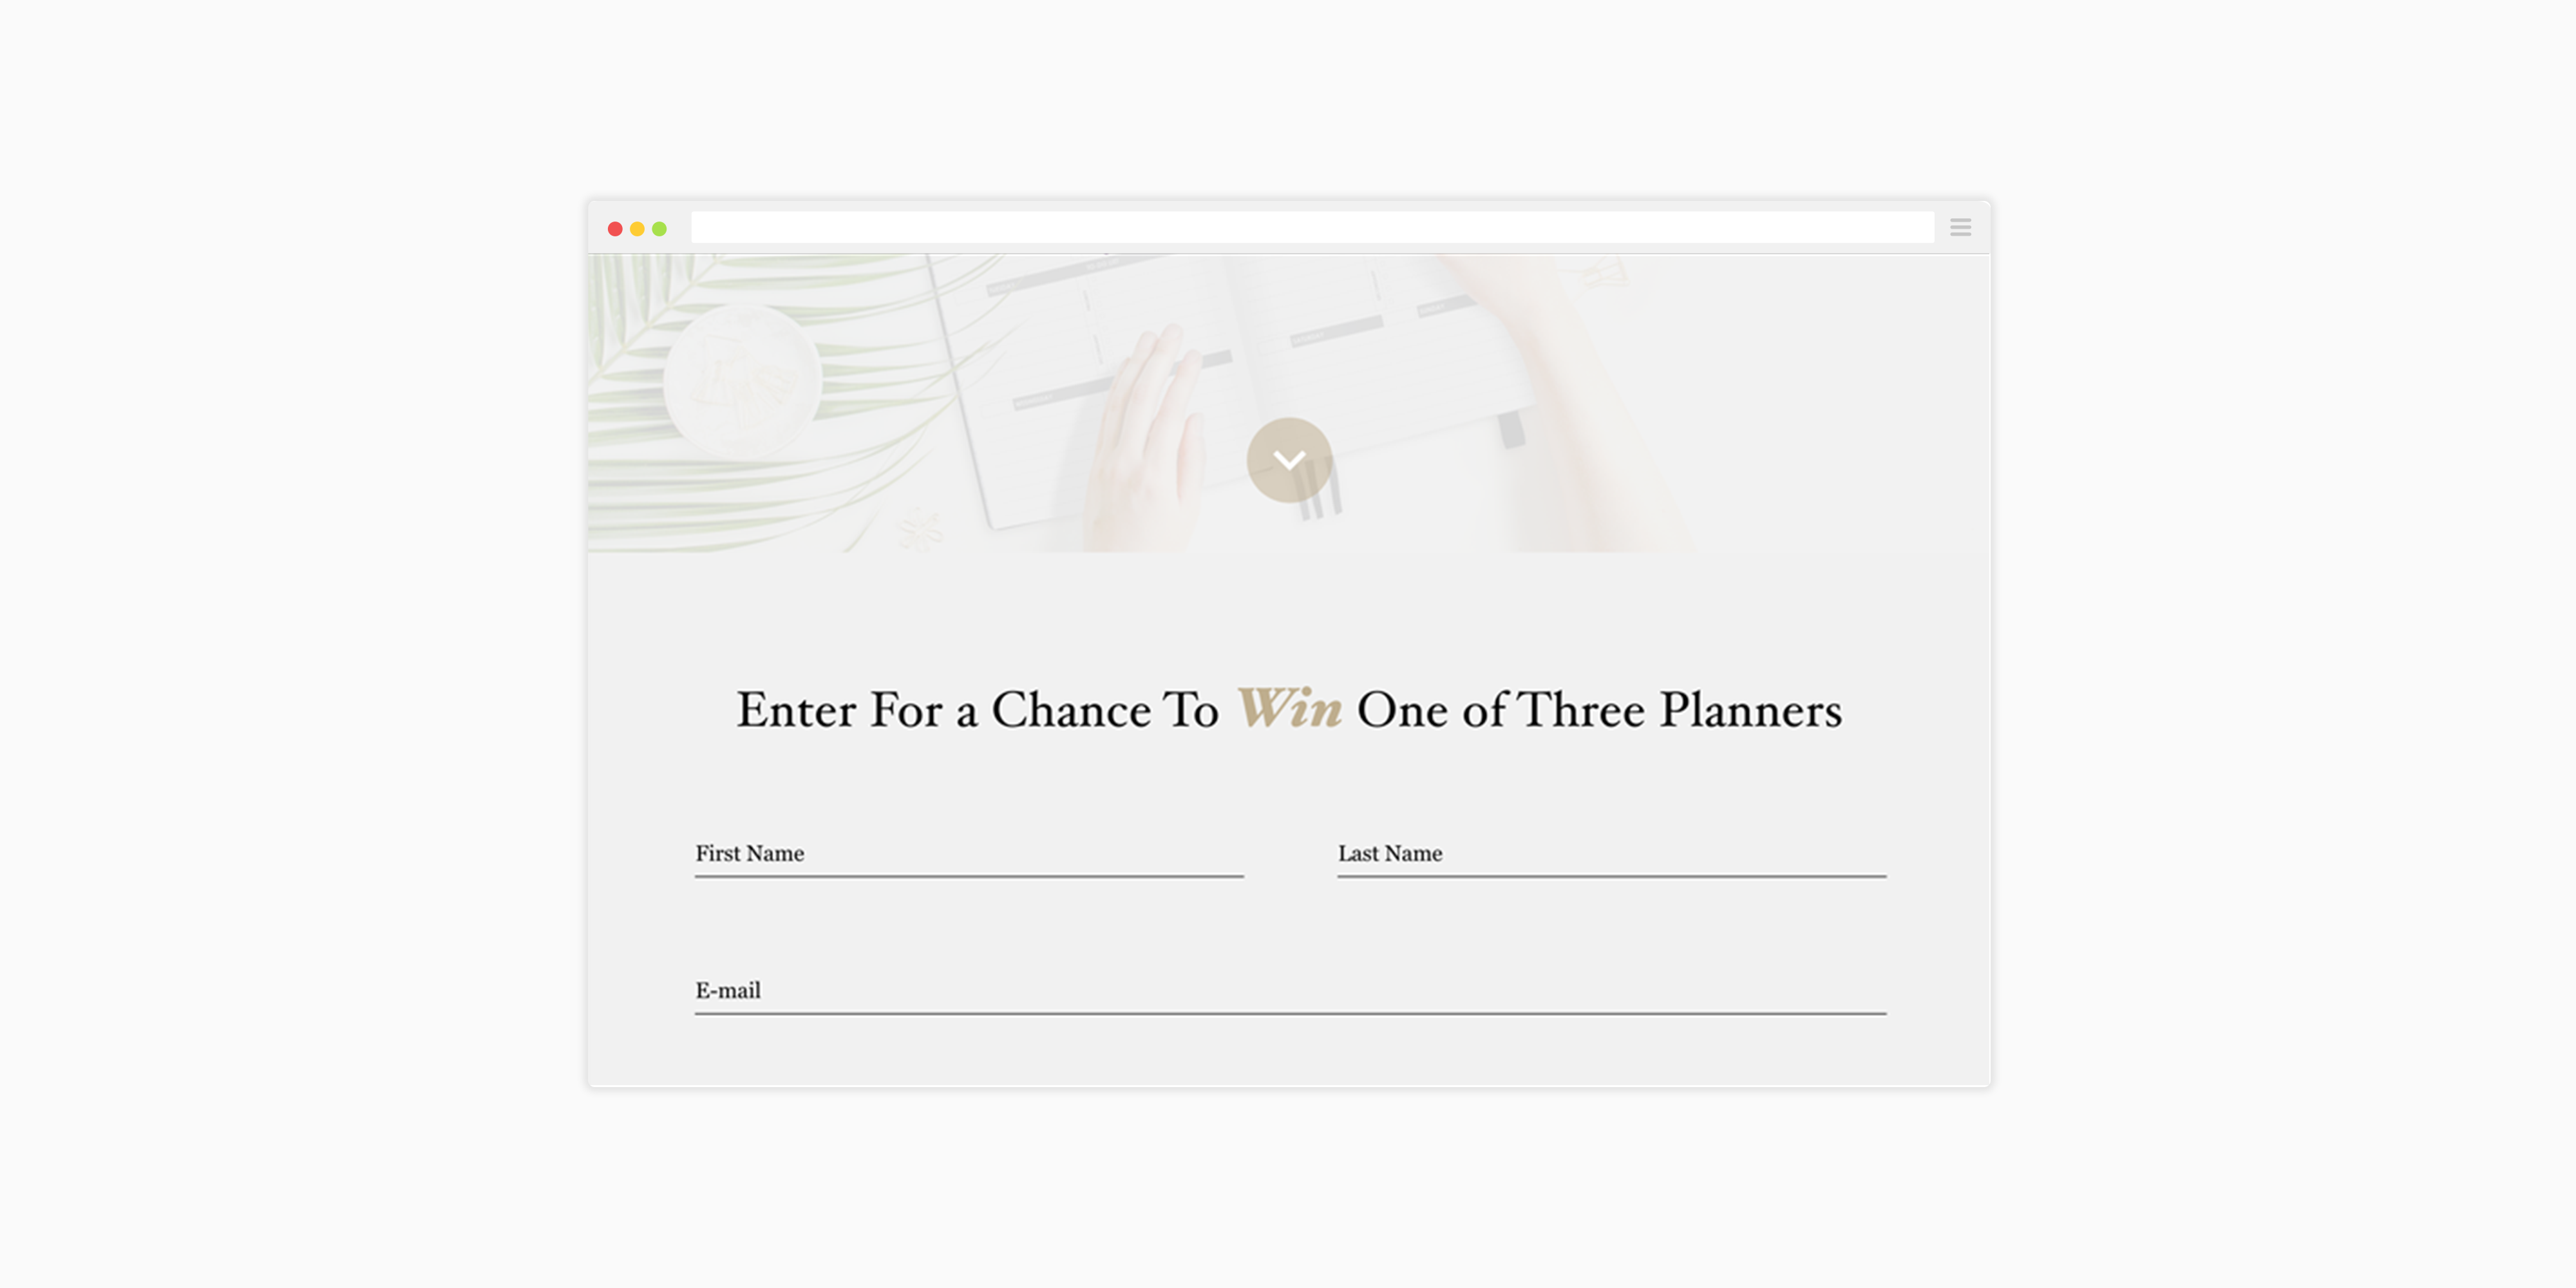 Enter For a Chance To Win One of Three Planners
First Name
Last Name
E-mail